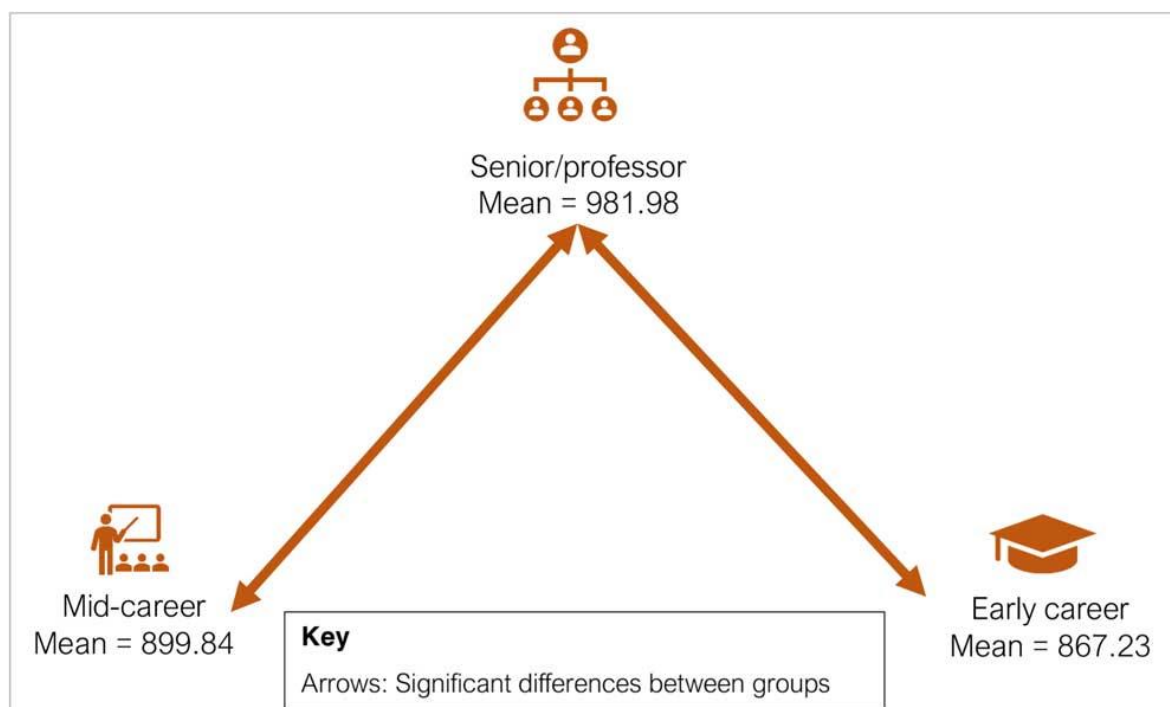 Senior/professor
Mean = 981.98
Mid-career
Mean = 899.84
Early career
Mean = 867.23
Key
Arrows: Significant differences between groups